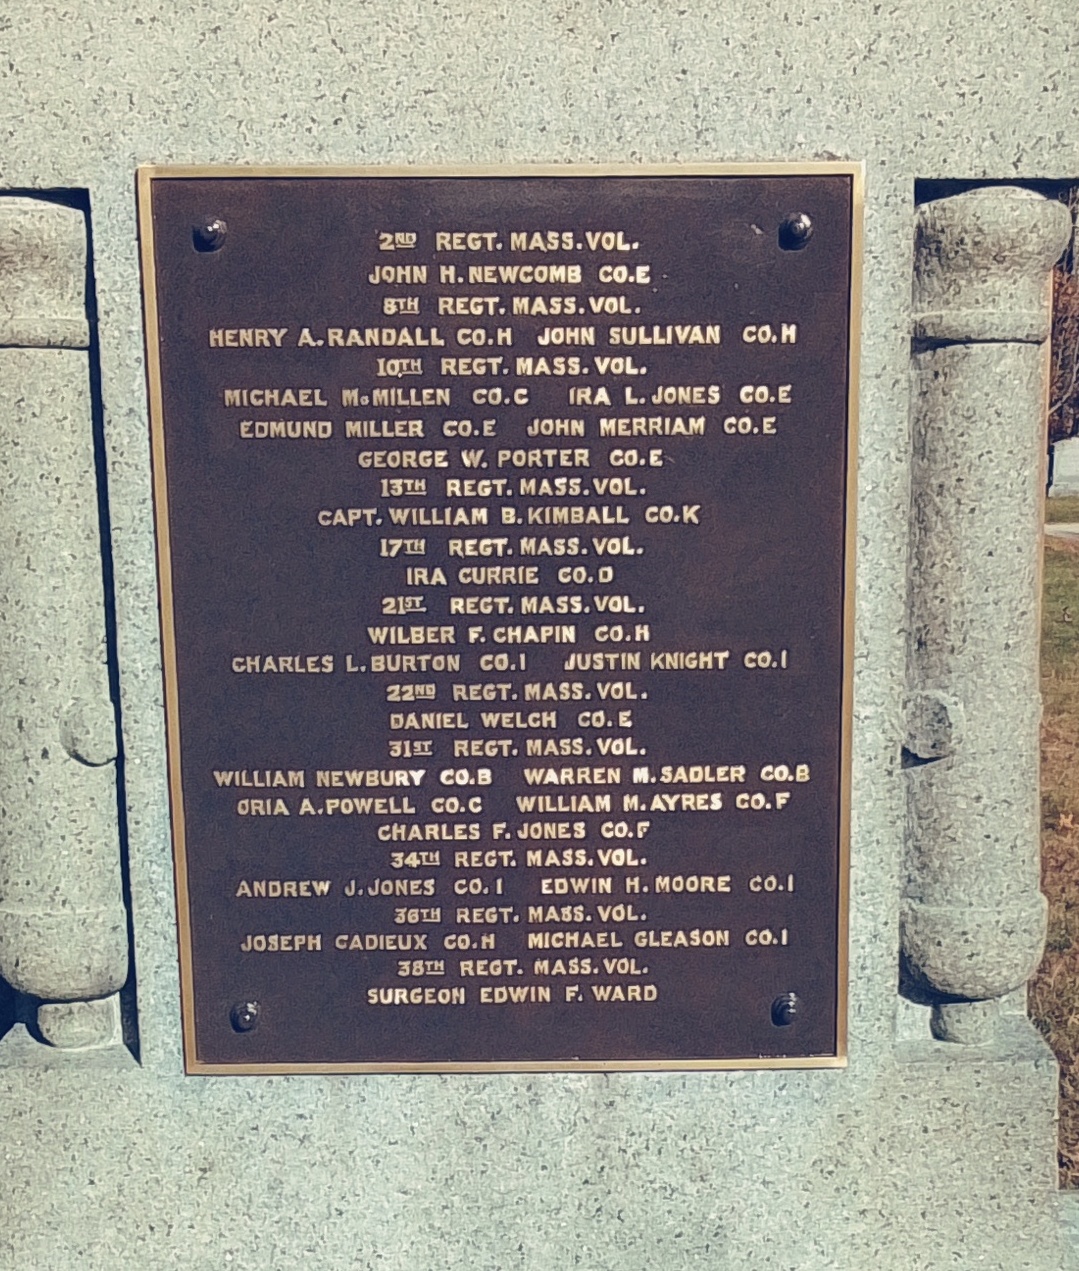 2ND REGT. MASS. VOL.
JOHN H. NEWCOMB CO. E
8TH REGT. MASS. VOL.
HENRY A. RANDALL CO. H JOHN SULLIVAN CO. H
10TH REGT. MASS. VOL.
MICHAEL McMILLEN CO. C IRA L. JONES CO. E
EDMUND MILLER CO. E JOHN MERRIAM CO. E
GEORGE W. PORTER CO. E
13TH REGT. MASS. VOL.
CAPT. WILLIAM B. KIMBALL CO. K
17TH REGT. MASS. VOL.
IRA CURRIE CO. D
21ST REGT. MASS. VOL.
WILBER F. CHAPIN CO. H
CHARLES L. BURTON CO. I JUSTIN KNIGHT CO. I
22ND REGT. MASS. VOL.
DANIEL WELCH CO. E
31ST REGT. MASS. VOL.
WILLIAM NEWBURY CO. B WARREN M. SADLER CO. B
ORIA A. POWELL CO. C WILLIAM M. AYRES CO. F
CHARLES F. JONES CO. F
34TH REGT. MASS. VOL.
ANDREW J. JONES CO. I EDWIN H. MOORE CO. I
36TH REGT. MASS. VOL.
JOSEPH CADIEUX CO. H MICHAEL GLEASON CO. I
38TH REGT. MASS. VOL.
SURGEON EDWIN F. WARD